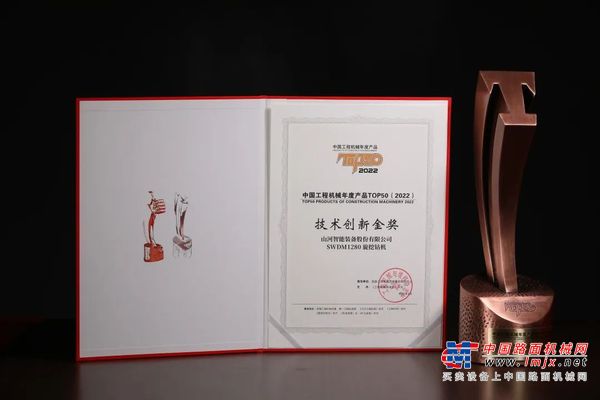 中国工程机械年度产品
TOP50
2022
中国工程机械年度产品TOP50（2022）
TOP50 PRODUCTS OF CONSTRUCTION MACHINERY 2022
技术创新金奖
山河智能装备股份有限公司
SWDM1280 旋挖钻机
T
TOP50
中国路面机械网
www.lmjx.net
买卖设备上中国路面机械网